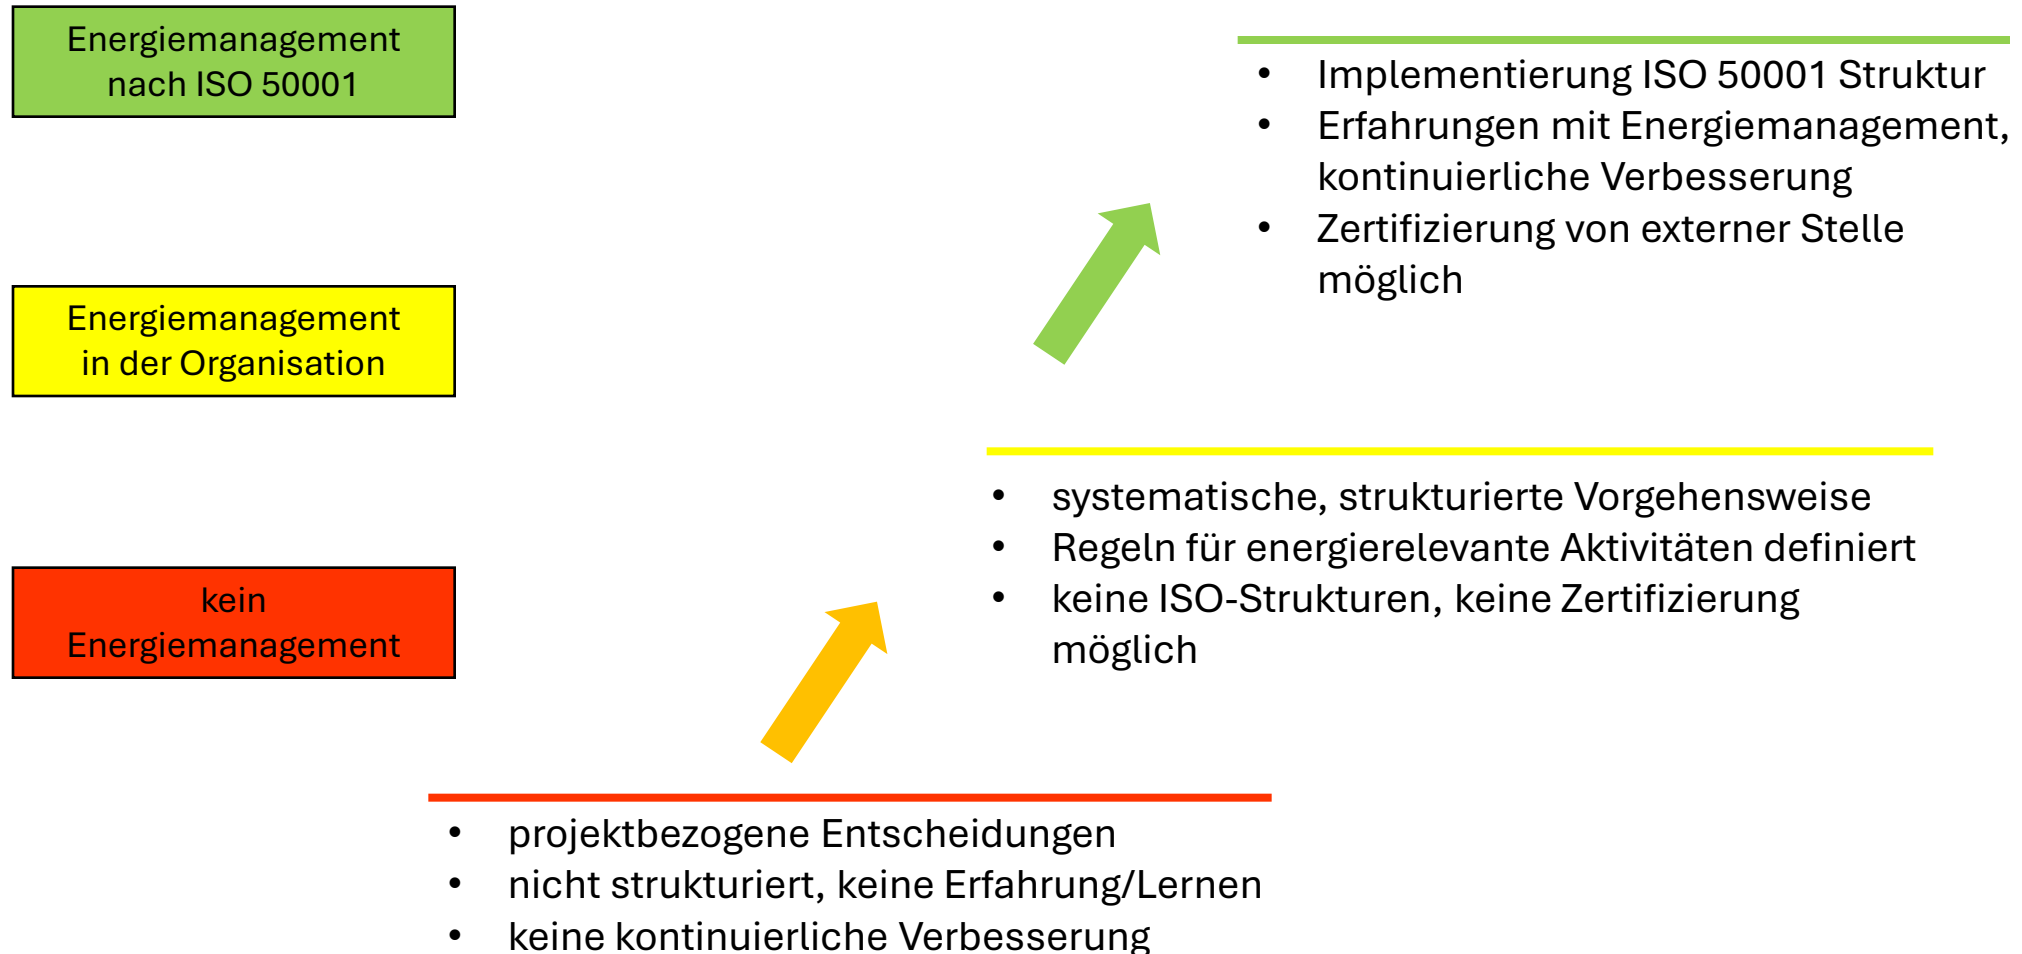 Energiemanagement
nach ISO 50001
Energiemanagement
in der Organisation
kein
Energiemanagement
• Implementierung ISO 50001 Struktur
• Erfahrungen mit Energiemanagement,
kontinuierliche Verbesserung
• Zertifizierung von externer Stelle
möglich
• systematische, strukturierte Vorgehensweise
• Regeln für energierelevante Aktivitäten definiert
• keine ISO-Strukturen, keine Zertifizierung
möglich
• projektbezogene Entscheidungen
• nicht strukturiert, keine Erfahrung/Lernen
• keine kontinuierliche Verbesserung